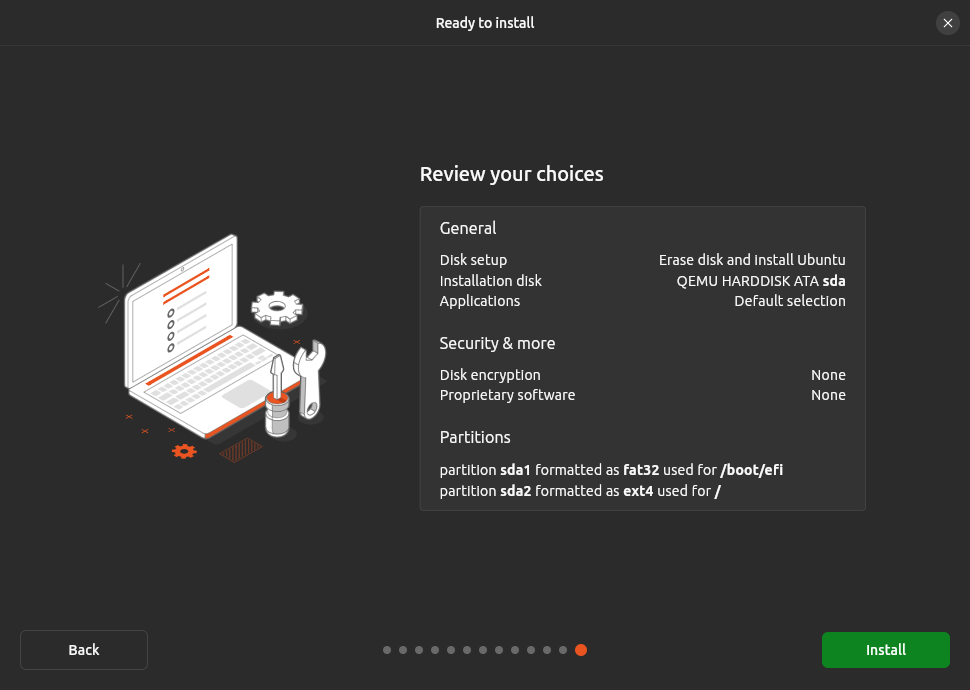 Ready to install
Review your choices
General
Disk setup Erase disk and install Ubuntu
Installation disk QEMU HARDDISK ATA sda
Applications Default selection
Security & more
Disk encryption None
Proprietary software None
Partitions
partition sda1 formatted as fat32 used for /boot/efi
partition sda2 formatted as ext4 used for /
Back
Install